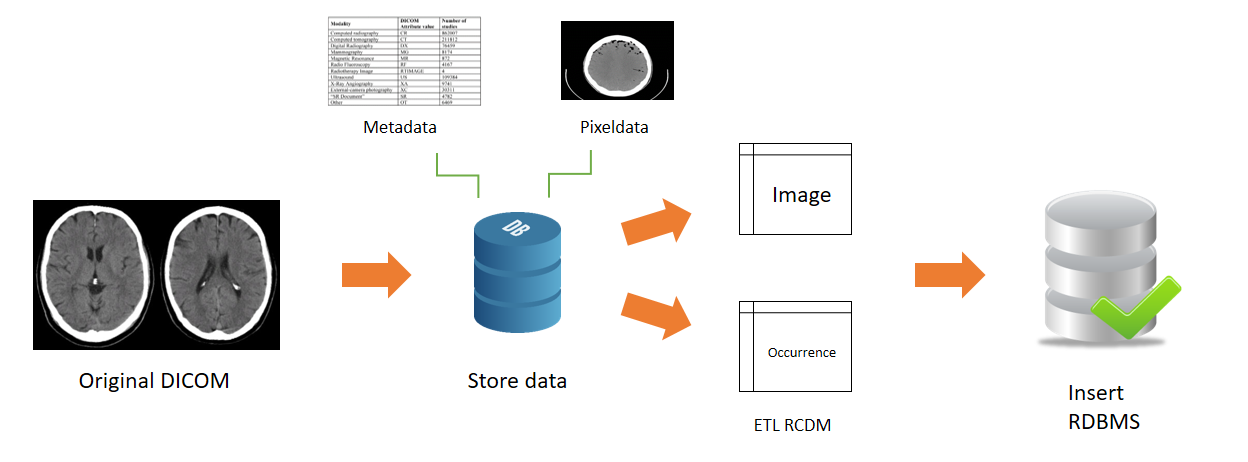 Modality DICOM Attribute value Number of studies
Computed radiography CR 862007
Computed tomography CT 211812
Digital Radiography DX 76459
Mammography MG 8174
Magnetic Resonance MR 872
Radio Fluoroscopy RF 4167
Radiotherapy Image RTIMAGE 4
Ultrasound US 109384
X-Ray Angiography XA 9741
External-camera photography XC 30311
"SR Document" SR 4782
Other OT 6469
Metadata
Pixeldata
DB
Image
Occurrence
Original DICOM
Store data
ETL RCDM
Insert
RDBMS